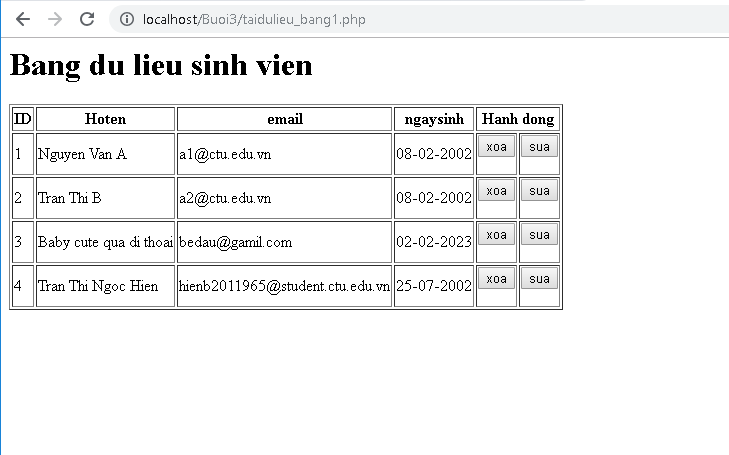 localhost/Buoi3/taidulieu_bang1.php
Bang du lieu sinh vien
ID Hoten email ngaysinh Hanh dong
1 Nguyen Van A a1@ctu.edu.vn 08-02-2002 xoa sua
2 Tran Thi B a2@ctu.edu.vn 08-02-2002 xoa sua
3 Baby cute qua di thoai bedau@gamil.com 02-02-2023 xoa sua
4 Tran Thi Ngoc Hien hienb2011965@student.ctu.edu.vn 25-07-2002 xoa sua